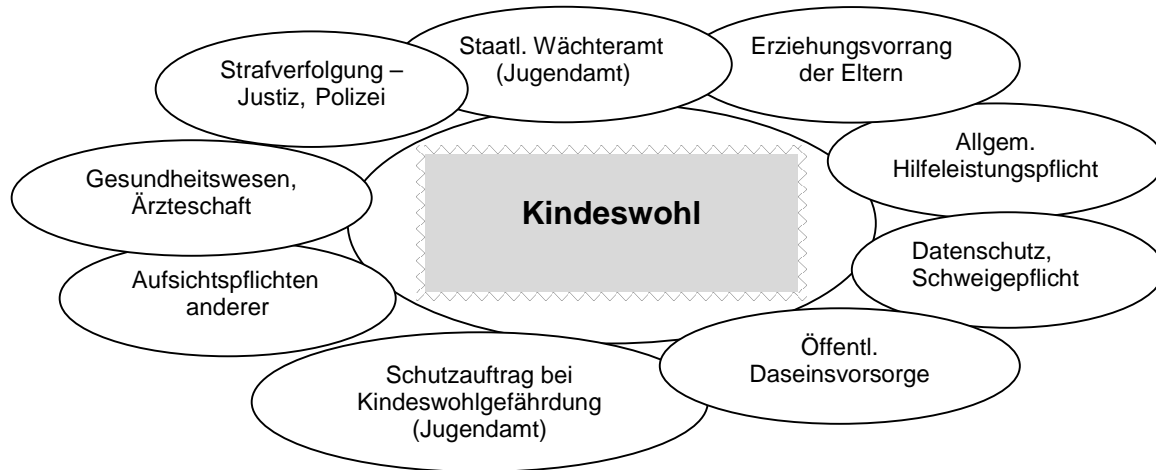 Staatl. Wächteramt
(Jugendamt)
Erziehungsvorrang
der Eltern
Strafverfolgung –
Justiz, Polizei
Allgem.
Hilfeleistungspflicht
Gesundheitswesen,
Ärzteschaft
Kindeswohl
Datenschutz,
Schweigepflicht
Aufsichtspflichten
anderer
Öffentl.
Daseinsvorsorge
Schutzauftrag bei
Kindeswohlgefährdung
(Jugendamt)